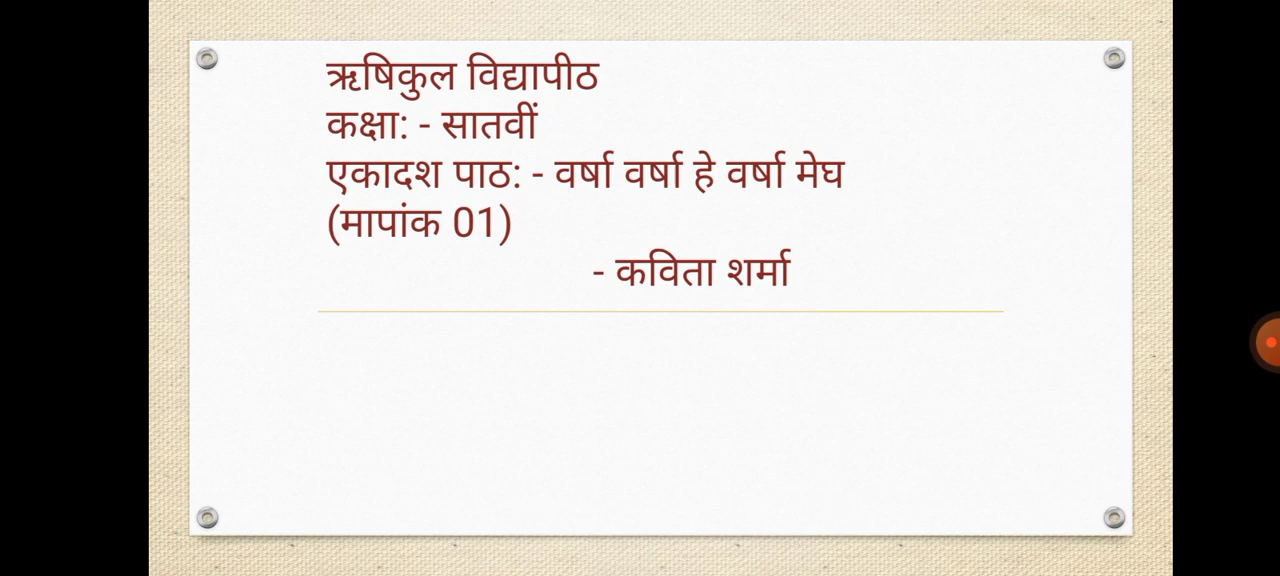 ऋषिकुल विद्यापीठ
कक्षा: - सातवीं
एकादश पाठ: - वर्षा वर्षा हे वर्षा मेघ
(मापांक 01)
- कविता शर्मा